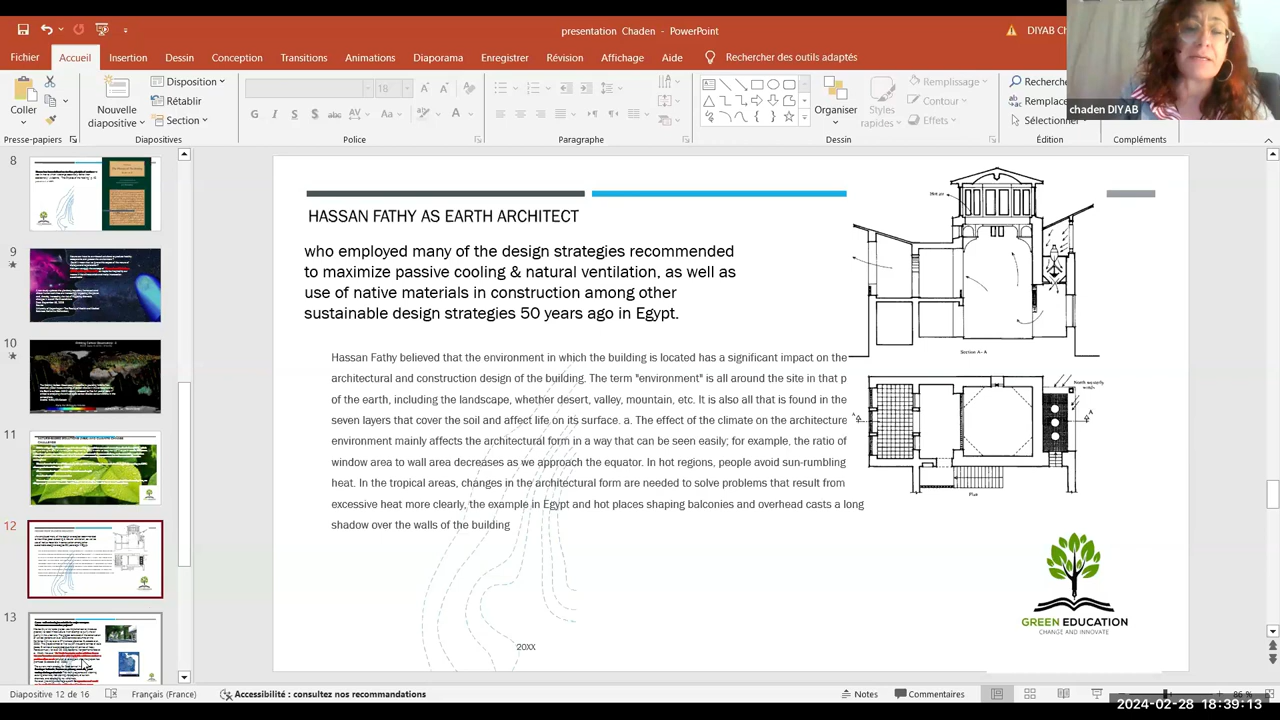 presentation Chaden - PowerPoint
DIYAB Ch
Fichier
Accueil
Insertion
Dessin
Conception
Transitions
Animations
Diaporama
Enregistrer
Révision
Affichage
Aide
Rechercher des outils adaptés
chaden DIYAB
Coller
Nouvelle
diapositive
Disposition
Rétablir
Section
18
G I S S abc AV Aa A
Organiser
Styles
rapides
Remplissage
Contour
Effets
Recherche
Remplace
Sélectionner
Presse-papiers
Diapositives
Police
Paragraphe
Dessin
Édition
Compléments
8
9
10
11
12
13
HASSAN FATHY AS EARTH ARCHITECT
who employed many of the design strategies recommended
to maximize passive cooling & natural ventilation, as well as
use of native materials in construction among other
sustainable design strategies 50 years ago in Egypt.
Hassan Fathy believed that the environment in which the building is located has a significant impact on the
architectural and construction style of the building. The term "environment" is all about the site in that p
of the earth, including the landscape, whether desert, valley, mountain, etc. It is also all that is found in the
seven layers that cover the soil and affect life on its surface. a. The effect of the climate on the architecture
environment mainly affects the architectural form in a way that can be seen easily; for example. the ratio of
window area to wall area decreases as we approach the equator. In hot regions, people avoid sun-rumbling
heat. In the tropical areas, changes in the architectural form are needed to solve problems that result from
excessive heat more clearly, the example in Egypt and hot places shaping balconies and overhead casts a long
shadow over the walls of the building
Section A-A
Plan
20XX
GREEN EDUCATION
CHANGE AND INNOVATE
Diapositive 12 de 15
Français (France)
Accessibilité : consultez nos recommandations
Notes
Commentaires
86 %
2024-02-28 18:39:13